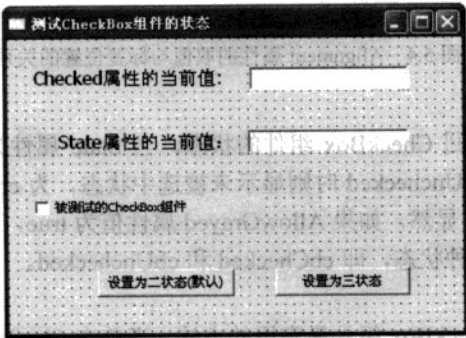 测试CheckBox组件的状态
Checked属性的当前值:
State属性的当前值:
被测试的CheckBox组件
设置为二状态(默认)
设置为三状态